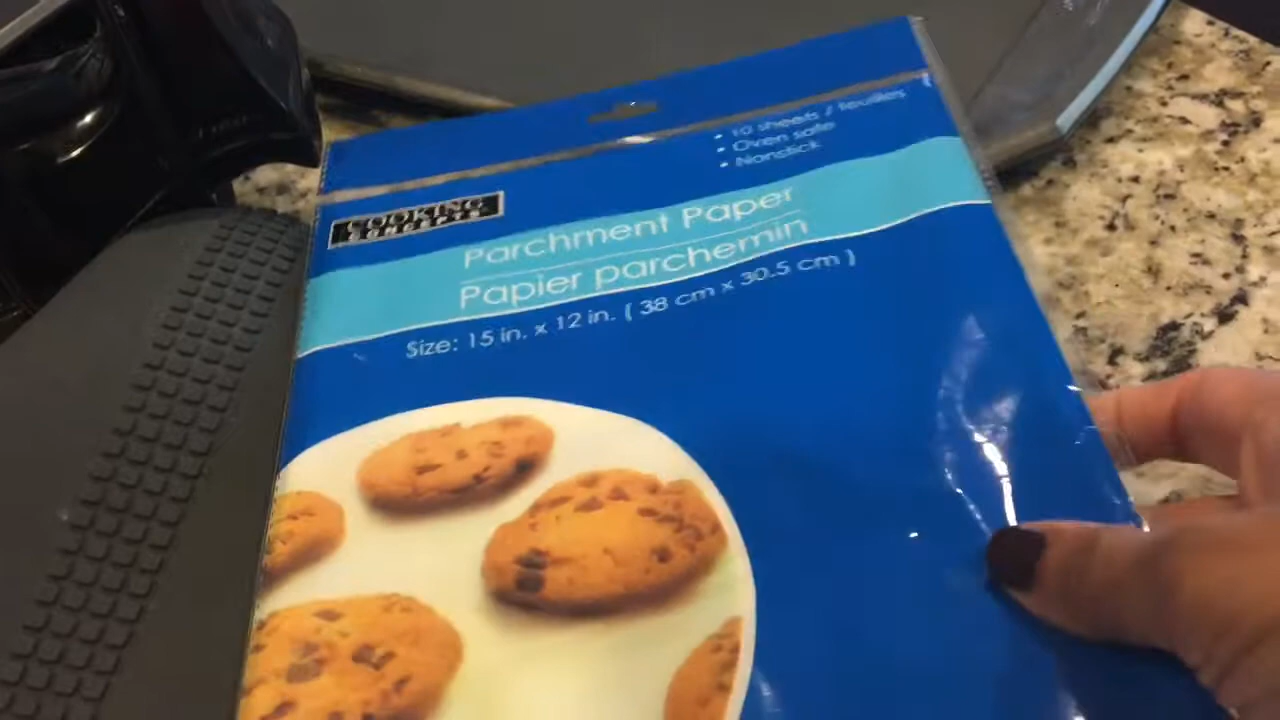 • 10 sheets / feuilles
• Oven safe
• Nonstick
COOKING
CONCEPTS
Parchment Paper
Papier parchemin
Size: 15 in. x 12 in. ( 38 cm x 30.5 cm )